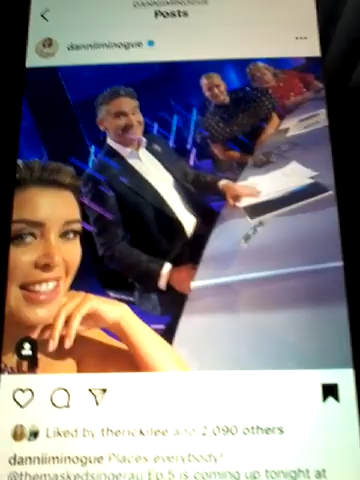 DANNIIMINOGUE
Posts
danniiminogue
Liked by therickilee and 2,090 others
danniiminogue Places everybody!
@themaskedsingerau Ep 5 is coming up tonight at